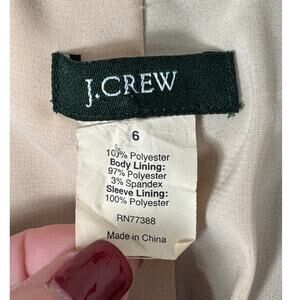 J.CREW
6
100% Polyester
Body Lining:
97% Polyester
3% Spandex
Sleeve Lining:
100% Polyester
RN77388
Made in China